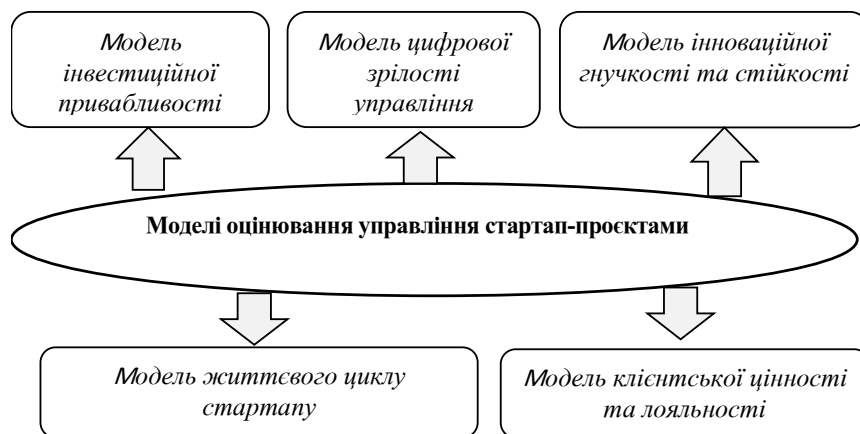 Модель
інвестиційної
привабливості
Модель цифрової
зрілості
управління
Модель інноваційної
гнучкості та стійкості
Моделі оцінювання управління стартап-проєктами
Модель життєвого циклу
стартапу
Модель клієнтської цінності
та лояльності